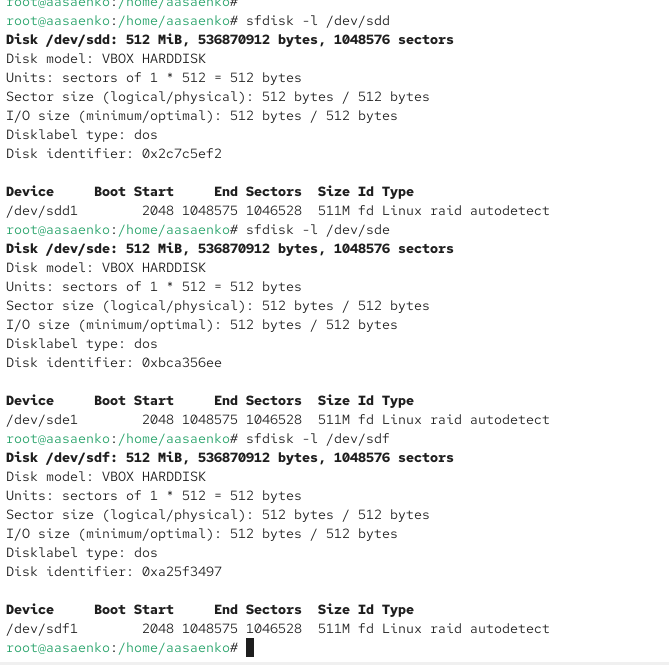 root@aasaenko:/home/aasaenko#
root@aasaenko:/home/aasaenko# sfdisk -l /dev/sdd
Disk /dev/sdd: 512 MiB, 536870912 bytes, 1048576 sectors
Disk model: VBOX HARDDISK
Units: sectors of 1 * 512 = 512 bytes
Sector size (logical/physical): 512 bytes / 512 bytes
I/O size (minimum/optimal): 512 bytes / 512 bytes
Disklabel type: dos
Disk identifier: 0x2c7c5ef2
Device     Boot Start     End Sectors  Size Id Type
/dev/sdd1        2048 1048575 1046528  511M fd Linux raid autodetect
root@aasaenko:/home/aasaenko# sfdisk -l /dev/sde
Disk /dev/sde: 512 MiB, 536870912 bytes, 1048576 sectors
Disk model: VBOX HARDDISK
Units: sectors of 1 * 512 = 512 bytes
Sector size (logical/physical): 512 bytes / 512 bytes
I/O size (minimum/optimal): 512 bytes / 512 bytes
Disklabel type: dos
Disk identifier: 0xbca356ee
Device     Boot Start     End Sectors  Size Id Type
/dev/sde1        2048 1048575 1046528  511M fd Linux raid autodetect
root@aasaenko:/home/aasaenko# sfdisk -l /dev/sdf
Disk /dev/sdf: 512 MiB, 536870912 bytes, 1048576 sectors
Disk model: VBOX HARDDISK
Units: sectors of 1 * 512 = 512 bytes
Sector size (logical/physical): 512 bytes / 512 bytes
I/O size (minimum/optimal): 512 bytes / 512 bytes
Disklabel type: dos
Disk identifier: 0xa25f3497
Device     Boot Start     End Sectors  Size Id Type
/dev/sdf1        2048 1048575 1046528  511M fd Linux raid autodetect
root@aasaenko:/home/aasaenko#